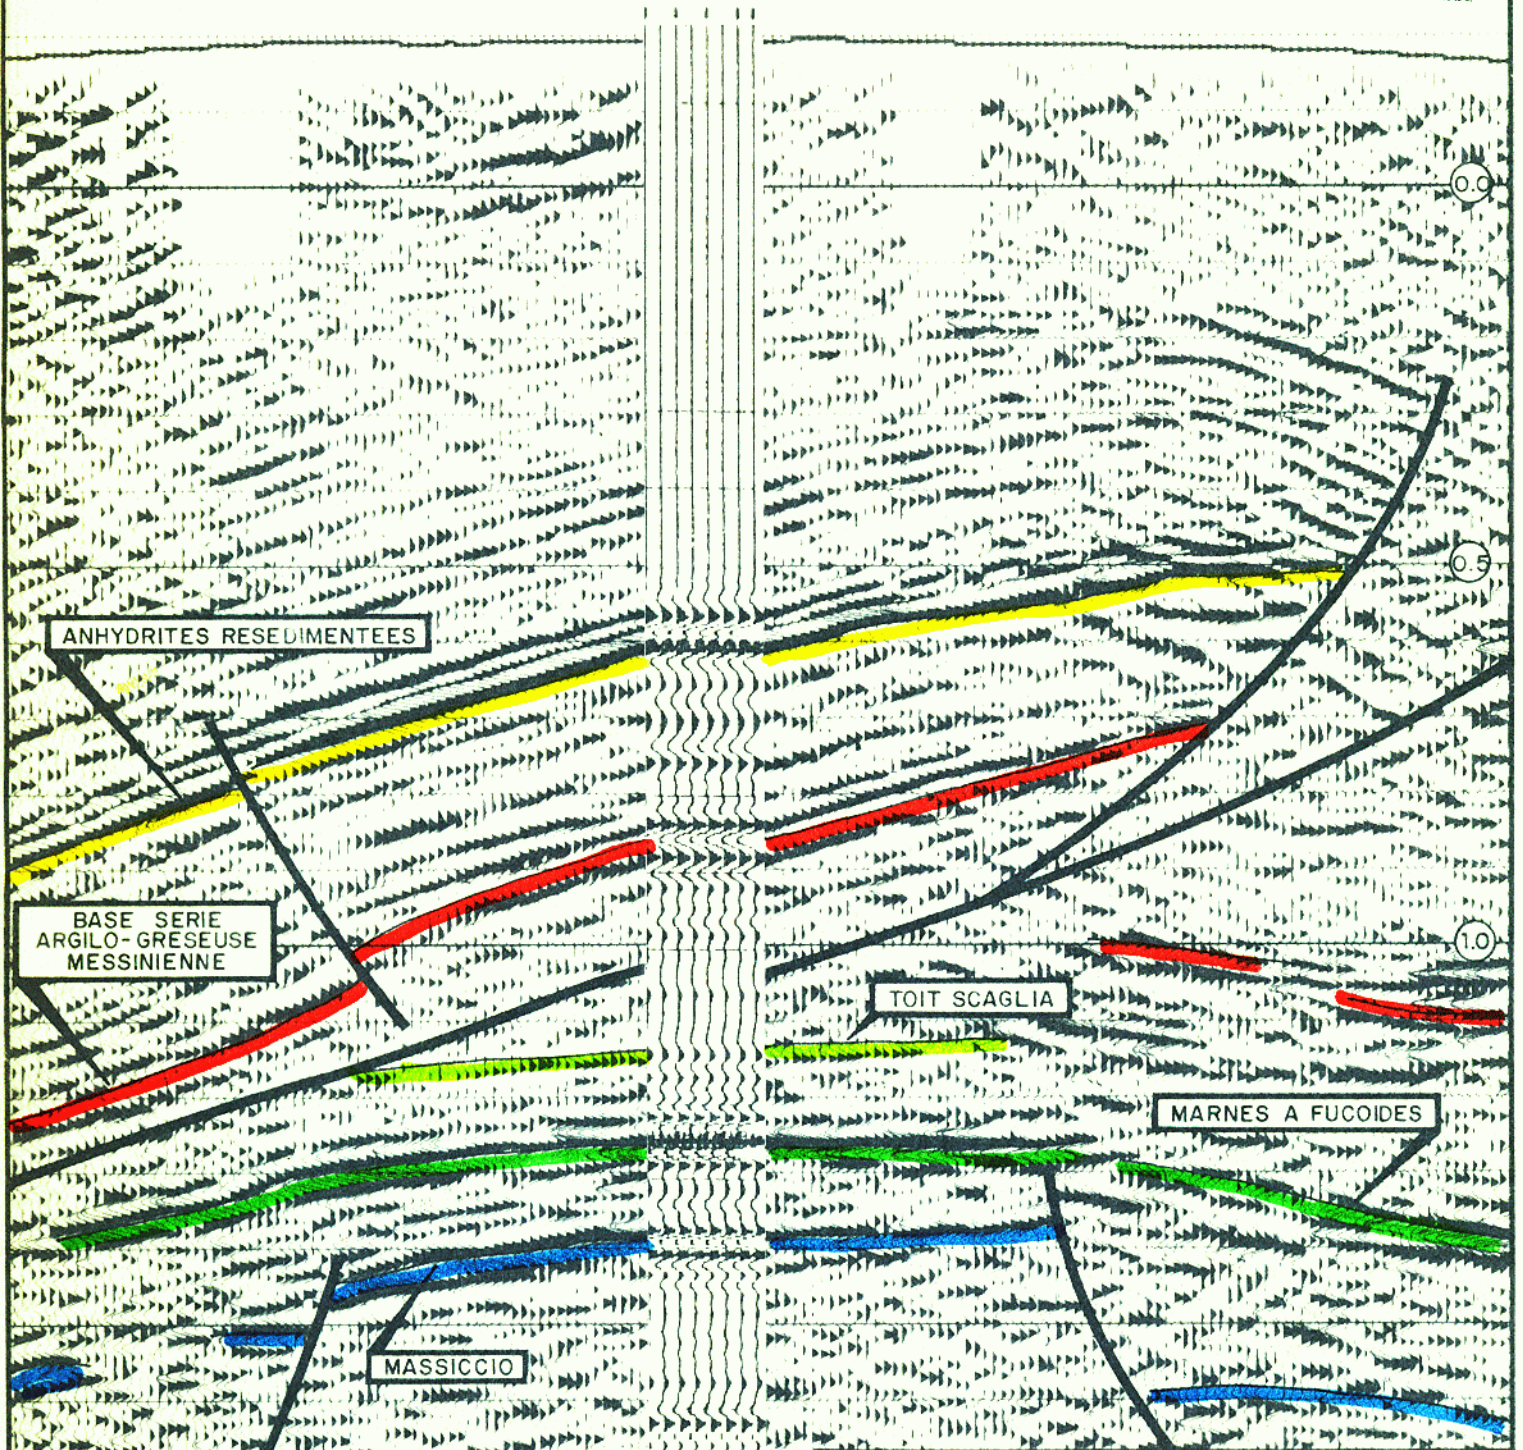 0.0
0.5
ANHYDRITES RESEDIMENTEES
BASE SERIE
ARGILO-GRESEUSE
MESSINIENNE
1.0
TOIT SCAGLIA
MARNES A FUCOIDES
MASSICCIO